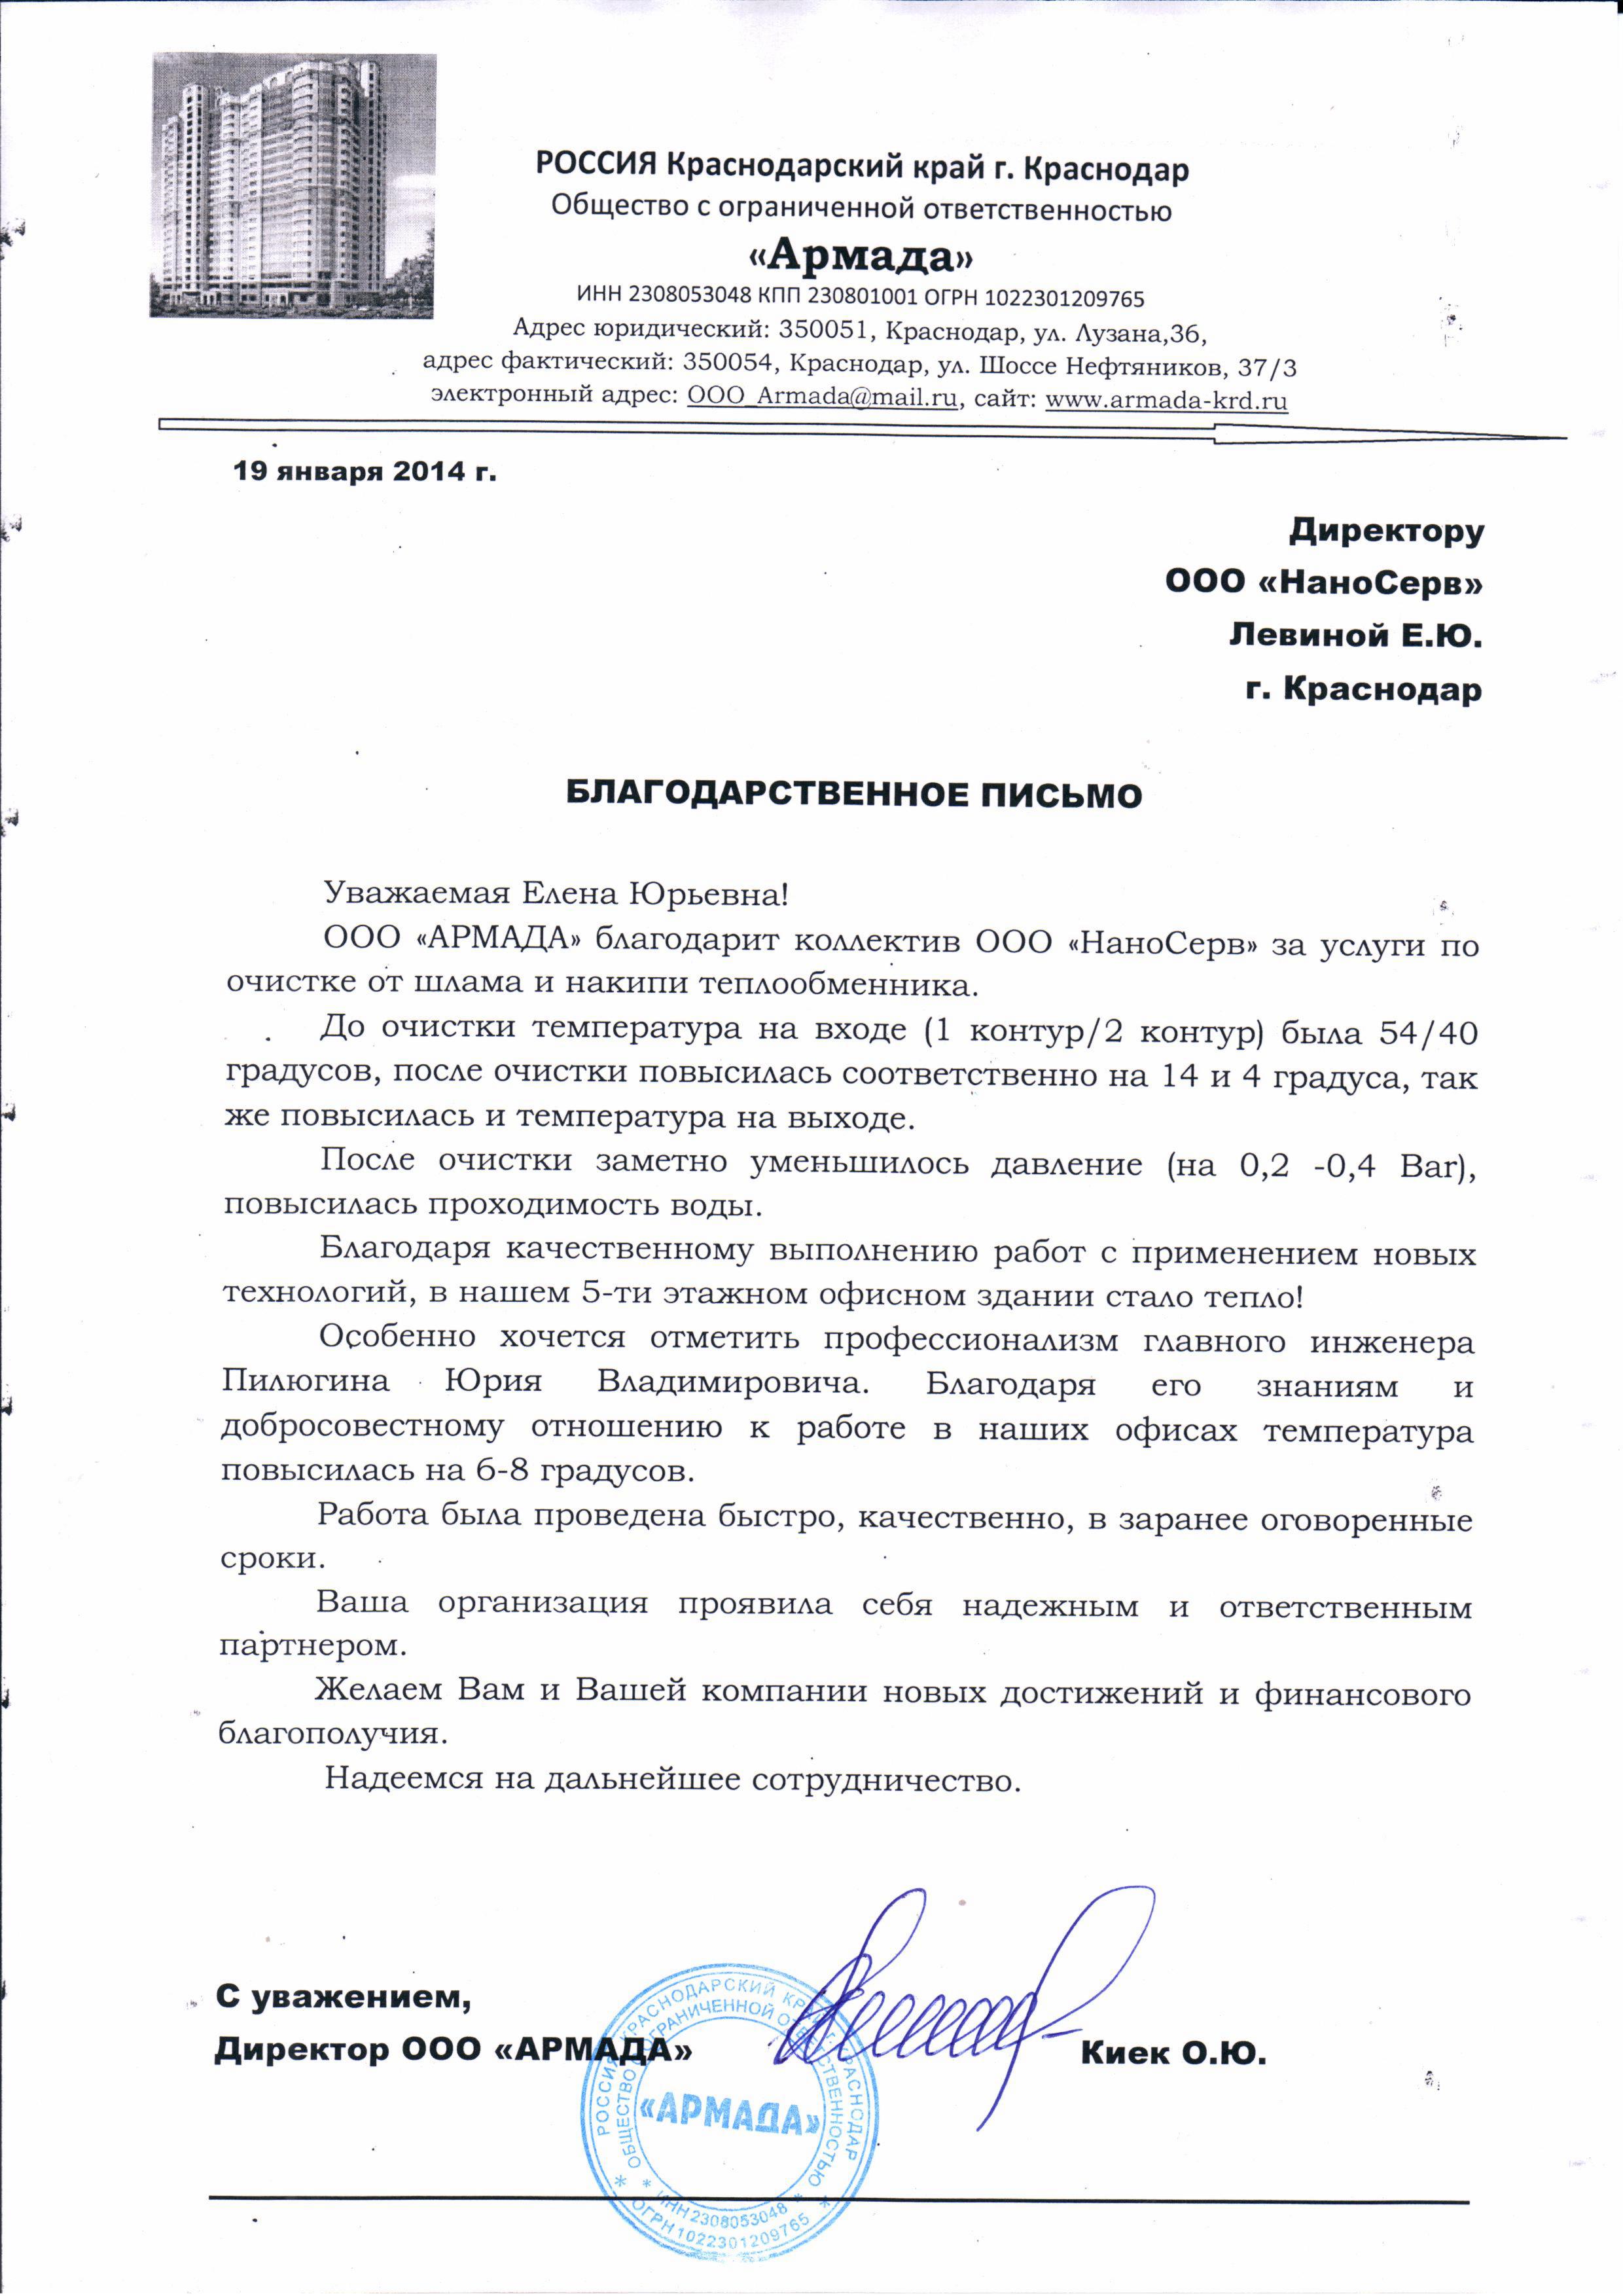 РОССИЯ Краснодарский край г. Краснодар
Общество с ограниченной ответственностью
«Армада»
ИНН 2308053048 КПП 230801001 ОГРН 1022301209765
Адрес юридический: 350051, Краснодар, ул. Лузана,36,
адрес фактический: 350054, Краснодар, ул. Шоссе Нефтяников, 37/3
электронный адрес: OOO_Armada@mail.ru, сайт: www.armada-krd.ru
19 января 2014 г.
Директору
ООО «НаноСерв»
Левиной Е.Ю.
г. Краснодар
БЛАГОДАРСТВЕННОЕ ПИСЬМО
Уважаемая Елена Юрьевна!
ООО «АРМАДА» благодарит коллектив ООО «НаноСерв» за услуги по
очистке от шлама и накипи теплообменника.
До очистки температура на входе (1 контур/2 контур) была 54/40
градусов, после очистки повысилась соответственно на 14 и 4 градуса, так
же повысилась и температура на выходе.
После очистки заметно уменьшилось давление (на 0,2 -0,4 Bar),
повысилась проходимость воды.
Благодаря качественному выполнению работ с применением новых
технологий, в нашем 5-ти этажном офисном здании стало тепло!
Особенно хочется отметить профессионализм главного инженера
Пилюгина Юрия Владимировича. Благодаря его знаниям и
добросовестному отношению к работе в наших офисах температура
повысилась на 6-8 градусов.
Работа была проведена быстро, качественно, в заранее оговоренные
сроки.
Ваша организация проявила себя надежным и ответственным
партнером.
Желаем Вам и Вашей компании новых достижений и финансового
благополучия.
Надеемся на дальнейшее сотрудничество.
С уважением,
Директор ООО «АРМАДА»
Киек О.Ю.
РОССИЯ КРАСНОДАРСКИЙ КРАЙ г. КРАСНОДАР
ОБЩЕСТВО С ОГРАНИЧЕННОЙ ОТВЕТСТВЕННОСТЬЮ
«АРМАДА»
* ИНН 2308053048 *
* ОГРН 1022301209765 *